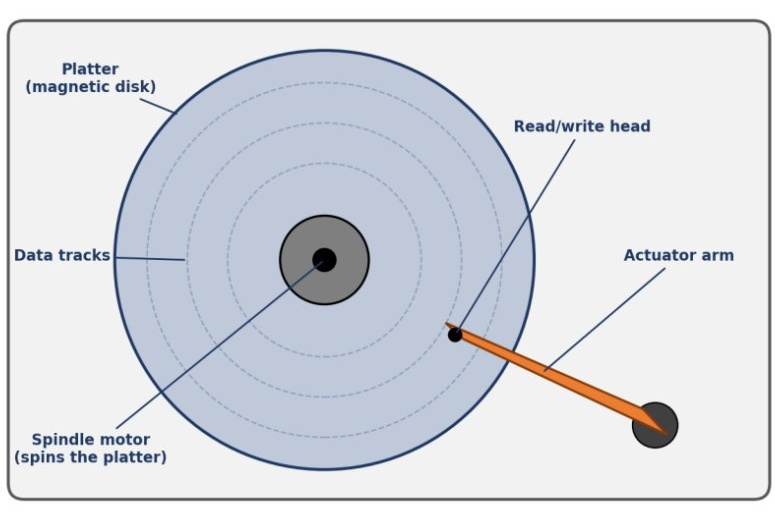 Platter
(magnetic disk)
Read/write head
Data tracks
Actuator arm
Spindle motor
(spins the platter)